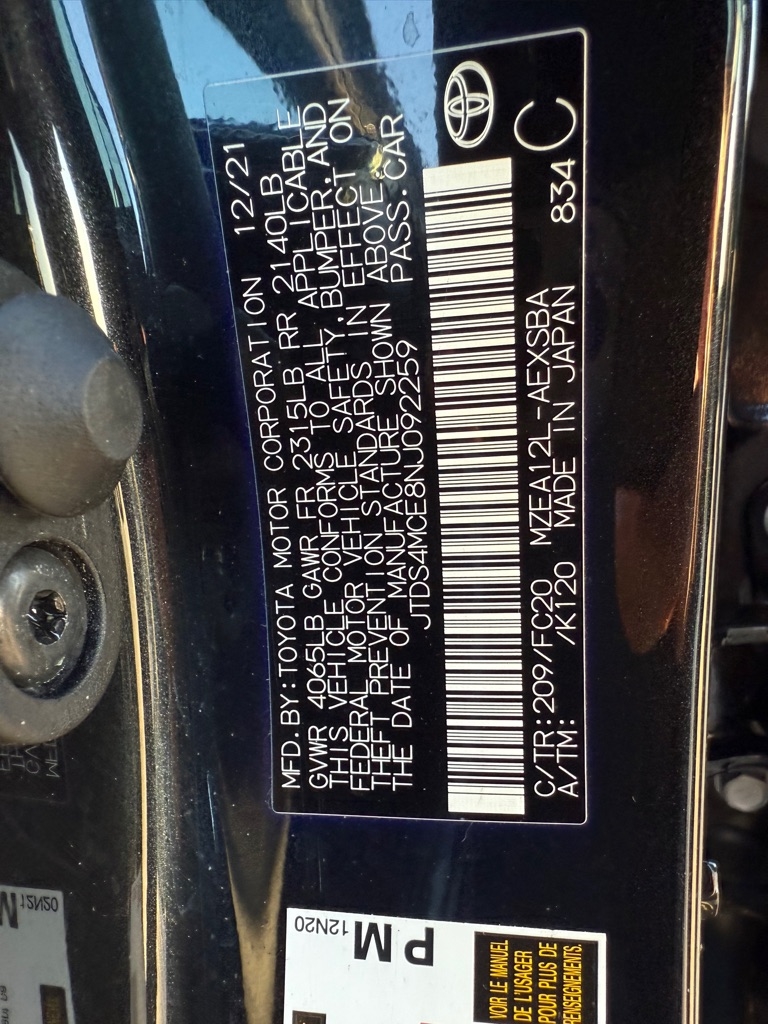 MFD.BY:TOYOTA MOTOR CORPORATION 12/21
GVWR 4065LB GAWR FR 2315LB RR 2140LB
THIS VEHICLE CONFORMS TO ALL APPLICABLE
FEDERAL MOTOR VEHICLE SAFETY,BUMPER,AND
THEFT PREVENTION STANDARDS IN EFFECT ON
THE DATE OF MANUFACTURE SHOWN ABOVE.
JTDS4MCE8NJ092259 PASS.CAR
C/TR:209/FC20 MZEA12L-AEXSBA 834 C
A/TM: /K120 MADE IN JAPAN
PM
12N20
VOIR LE MANUEL
DE L'USAGER
POUR PLUS DE
RENSEIGNEMENTS.